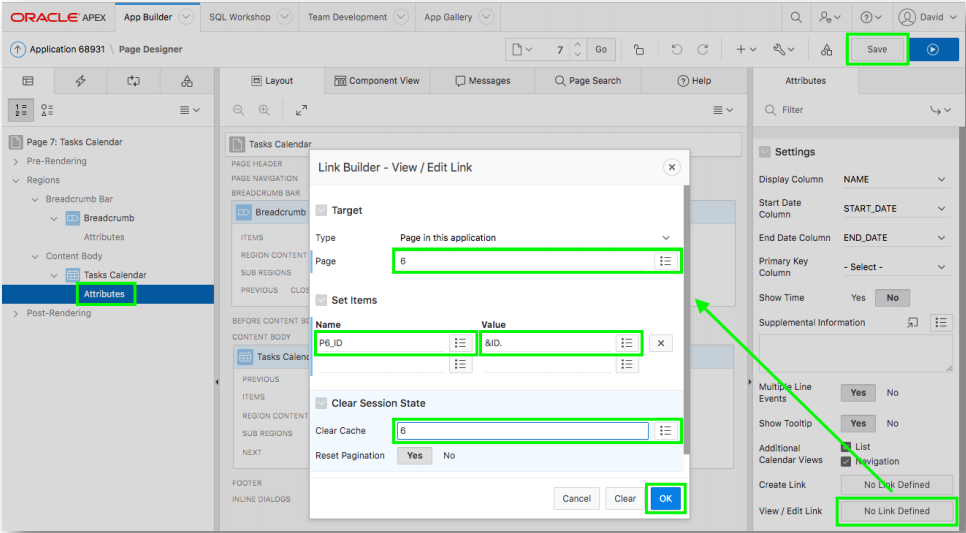 ORACLE APEX App Builder SQL Workshop Team Development App Gallery David
Application 68931 \ Page Designer 7 Go Save
Layout Component View Messages Page Search Help Attributes
Filter
Page 7: Tasks Calendar
Pre-Rendering
Regions
Breadcrumb Bar
Breadcrumb
Attributes
Content Body
Tasks Calendar
Attributes
Post-Rendering
Tasks Calendar
PAGE HEADER
PAGE NAVIGATION
BREADCRUMB BAR
Breadcrumb
ITEMS
REGION CONTENT
SUB REGIONS
PREVIOUS CLOS
BEFORE CONTENT BO
CONTENT BODY
Tasks Calend
PREVIOUS
ITEMS
REGION CONTENT
SUB REGIONS
NEXT
FOOTER
INLINE DIALOGS
Link Builder - View / Edit Link
Target
Type Page in this application
Page 6
Set Items
Name Value
P6_ID &ID.
Clear Session State
Clear Cache 6
Reset Pagination Yes No
Cancel Clear OK
Settings
Display Column NAME
Start Date Column START_DATE
End Date Column END_DATE
Primary Key Column - Select -
Show Time Yes No
Supplemental Information
Multiple Line Events Yes No
Show Tooltip Yes No
Additional Calendar Views List
Navigation
Create Link No Link Defined
View / Edit Link No Link Defined